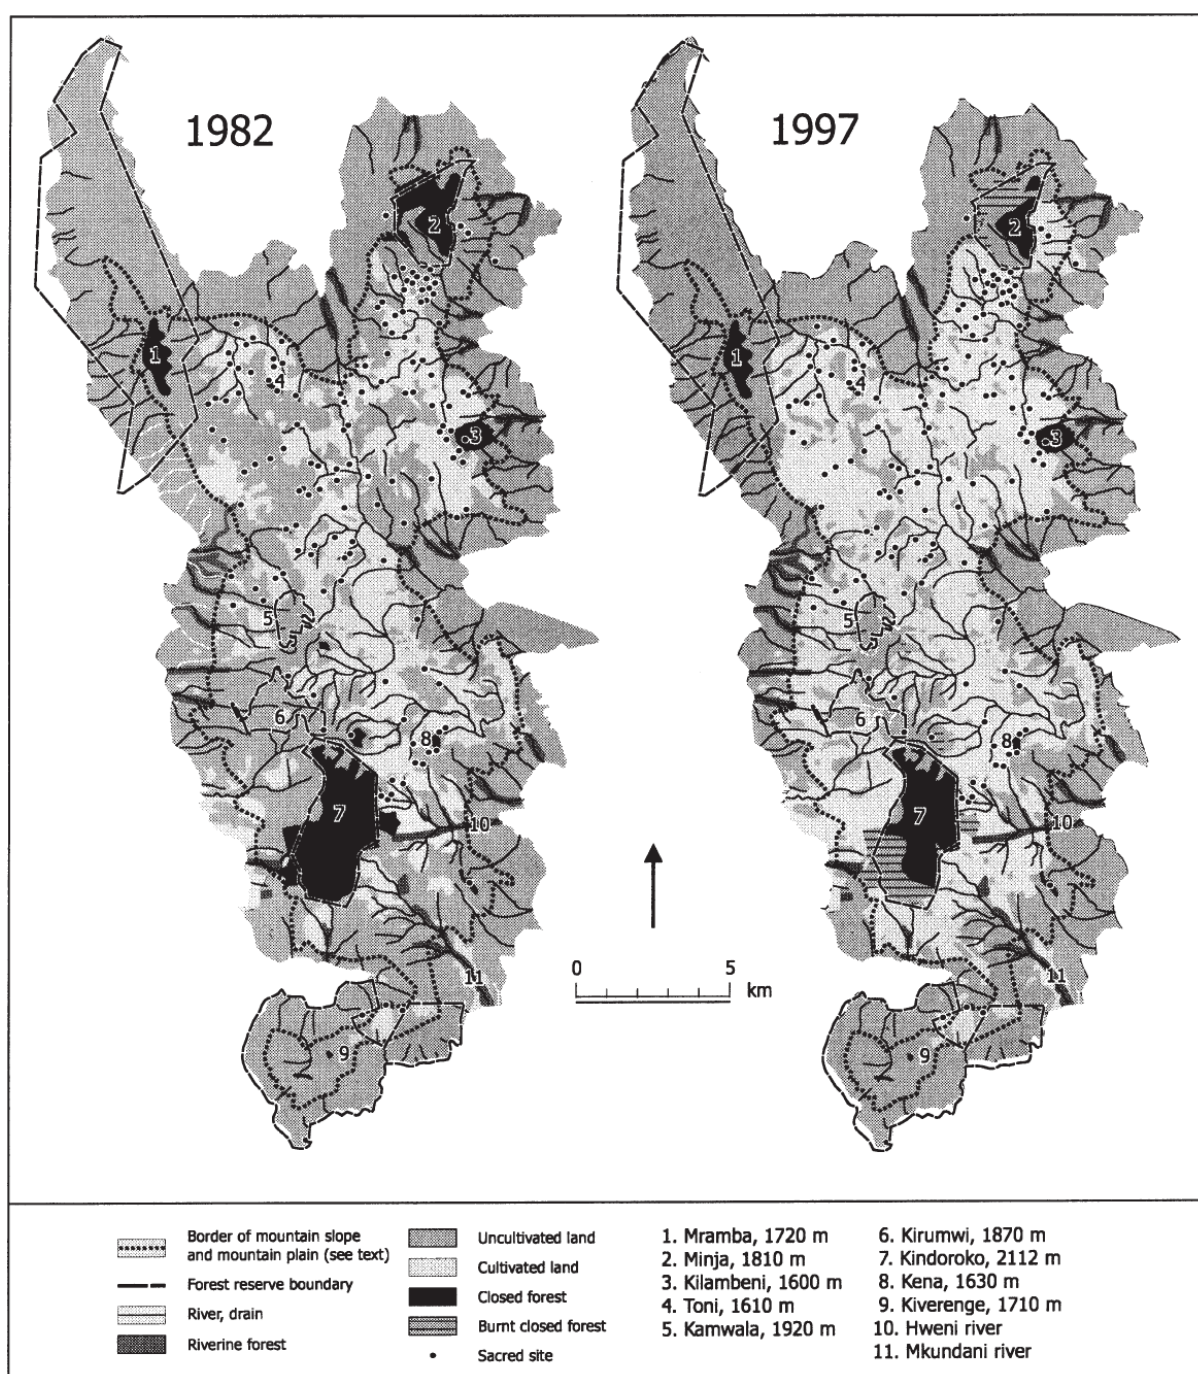 1982
1997
2
2
1
1
4
4
3
3
5
5
6
6
8
8
7
7
10
10
11
11
0 5
km
9
9
Border of mountain slope
and mountain plain (see text)
Forest reserve boundary
River, drain
Riverine forest
Uncultivated land
Cultivated land
Closed forest
Burnt closed forest
Sacred site
1. Mramba, 1720 m
2. Minja, 1810 m
3. Kilambeni, 1600 m
4. Toni, 1610 m
5. Kamwala, 1920 m
6. Kirumwi, 1870 m
7. Kindoroko, 2112 m
8. Kena, 1630 m
9. Kiverenge, 1710 m
10. Hweni river
11. Mkundani river